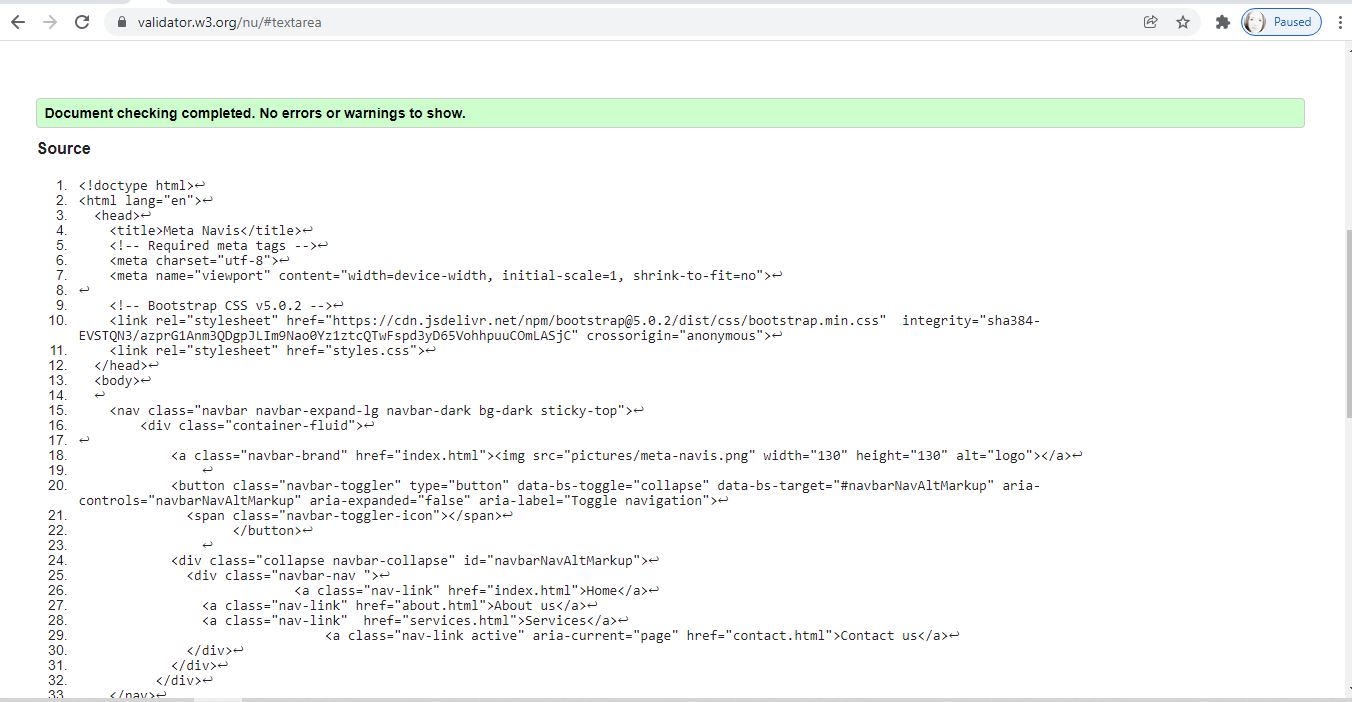 validator.w3.org/nu/#textarea
Paused
Document checking completed. No errors or warnings to show.
Source
1. <!doctype html>↩
2. <html lang="en">↩
3. <head>↩
4. <title>Meta Navis</title>↩
5. <!-- Required meta tags -->↩
6. <meta charset="utf-8">↩
7. <meta name="viewport" content="width=device-width, initial-scale=1, shrink-to-fit=no">↩
8. ↩
9. <!-- Bootstrap CSS v5.0.2 -->↩
10. <link rel="stylesheet" href="https://cdn.jsdelivr.net/npm/bootstrap@5.0.2/dist/css/bootstrap.min.css"  integrity="sha384-
EVSTQN3/azprG1Anm3QDgpJLIm9Nao0Yz1ztcQTwFspd3yD65VohhpuuCOmLASjC" crossorigin="anonymous">↩
11. <link rel="stylesheet" href="styles.css">↩
12. </head>↩
13. <body>↩
14. ↩
15. <nav class="navbar navbar-expand-lg navbar-dark bg-dark sticky-top">↩
16. <div class="container-fluid">↩
17. ↩
18. <a class="navbar-brand" href="index.html"><img src="pictures/meta-navis.png" width="130" height="130" alt="logo"></a>↩
19. ↩
20. <button class="navbar-toggler" type="button" data-bs-toggle="collapse" data-bs-target="#navbarNavAltMarkup" aria-
controls="navbarNavAltMarkup" aria-expanded="false" aria-label="Toggle navigation">↩
21. <span class="navbar-toggler-icon"></span>↩
22. </button>↩
23. ↩
24. <div class="collapse navbar-collapse" id="navbarNavAltMarkup">↩
25. <div class="navbar-nav ">↩
26. <a class="nav-link" href="index.html">Home</a>↩
27. <a class="nav-link" href="about.html">About us</a>↩
28. <a class="nav-link"  href="services.html">Services</a>↩
29. <a class="nav-link active" aria-current="page" href="contact.html">Contact us</a>↩
30. </div>↩
31. </div>↩
32. </div>↩
33. </nav>↩